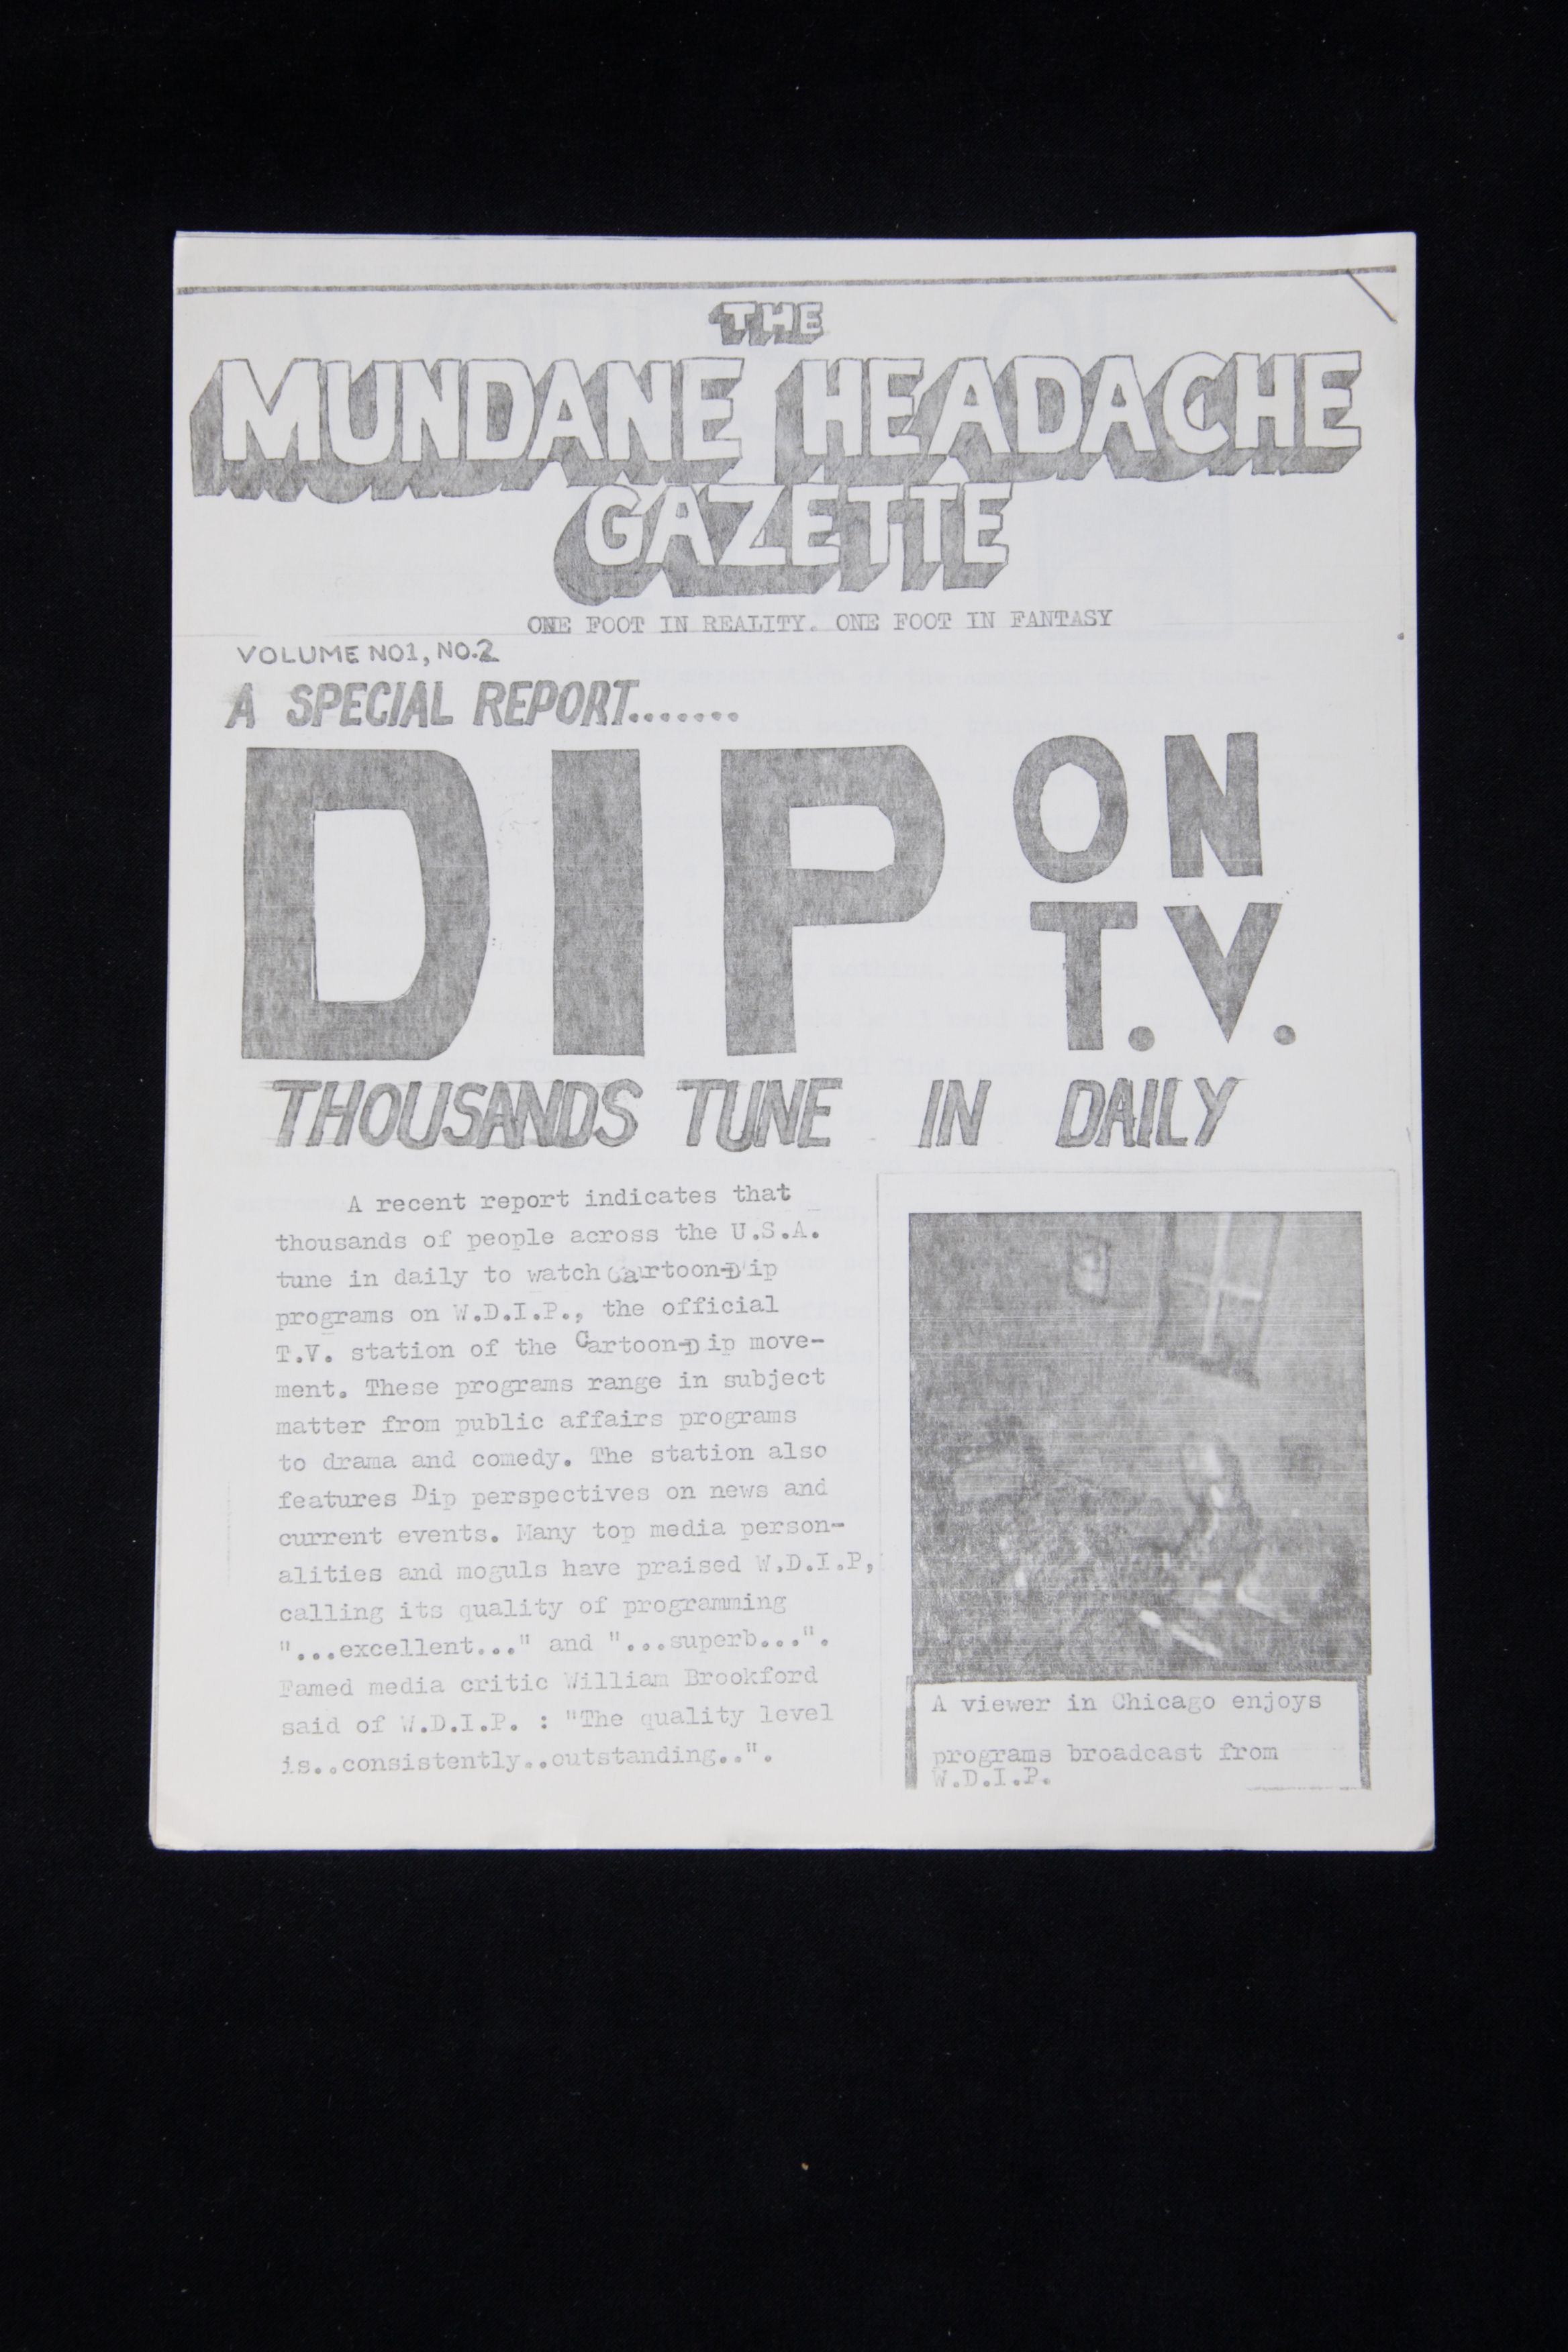 THE
MUNDANE HEADACHE
GAZETTE
ONE FOOT IN REALITY. ONE FOOT IN FANTASY
VOLUME NO1, NO.2
A SPECIAL REPORT.......
DIP ON
T.V.
THOUSANDS TUNE IN DAILY
A recent report indicates that
thousands of people across the U.S.A.
tune in daily to watch Cartoon-Dip
programs on W.D.I.P., the official
T.V. station of the Cartoon-Dip move-
ment. These programs range in subject
matter from public affairs programs
to drama and comedy. The station also
features Dip perspectives on news and
current events. Many top media person-
alities and moguls have praised W.D.I.P,
calling its quality of programming
"...excellent..." and "...superb...".
Famed media critic William Brookford
said of W.D.I.P. : "The quality level
is..consistently..outstanding..".
A viewer in Chicago enjoys
programs broadcast from
W.D.I.P.